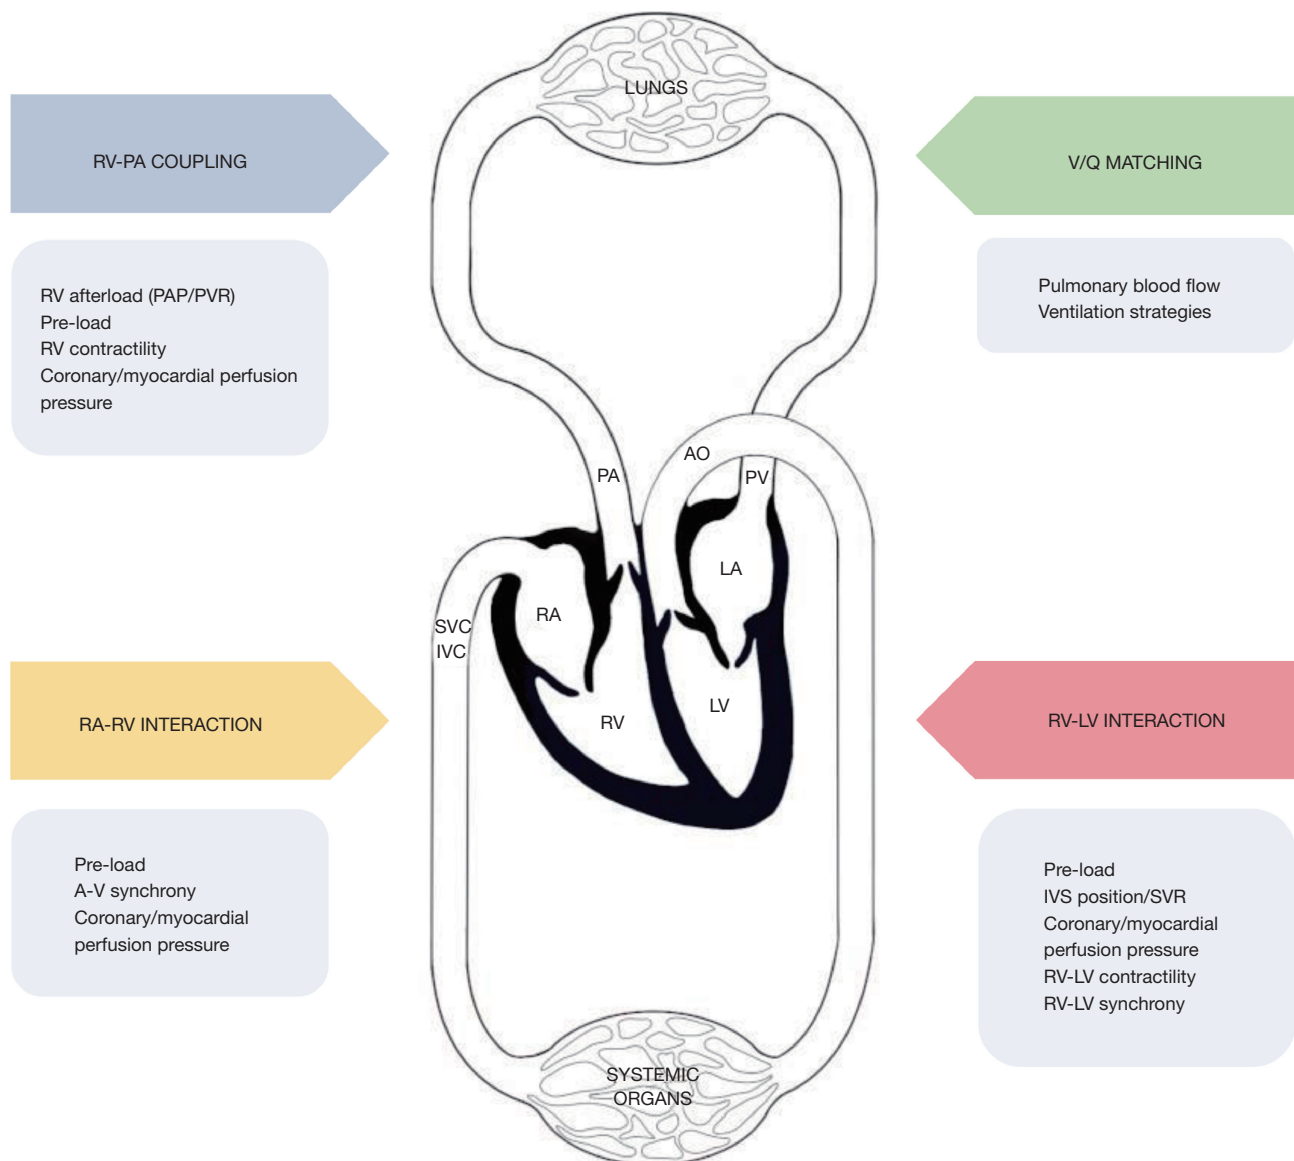 LUNGS
RV-PA COUPLING
RV afterload (PAP/PVR)
Pre-load
RV contractility
Coronary/myocardial perfusion
pressure
V/Q MATCHING
Pulmonary blood flow
Ventilation strategies
PA
AO
PV
LA
RA
SVC
IVC
RV
LV
RA-RV INTERACTION
Pre-load
A-V synchrony
Coronary/myocardial
perfusion pressure
RV-LV INTERACTION
Pre-load
IVS position/SVR
Coronary/myocardial
perfusion pressure
RV-LV contractility
RV-LV synchrony
SYSTEMIC
ORGANS